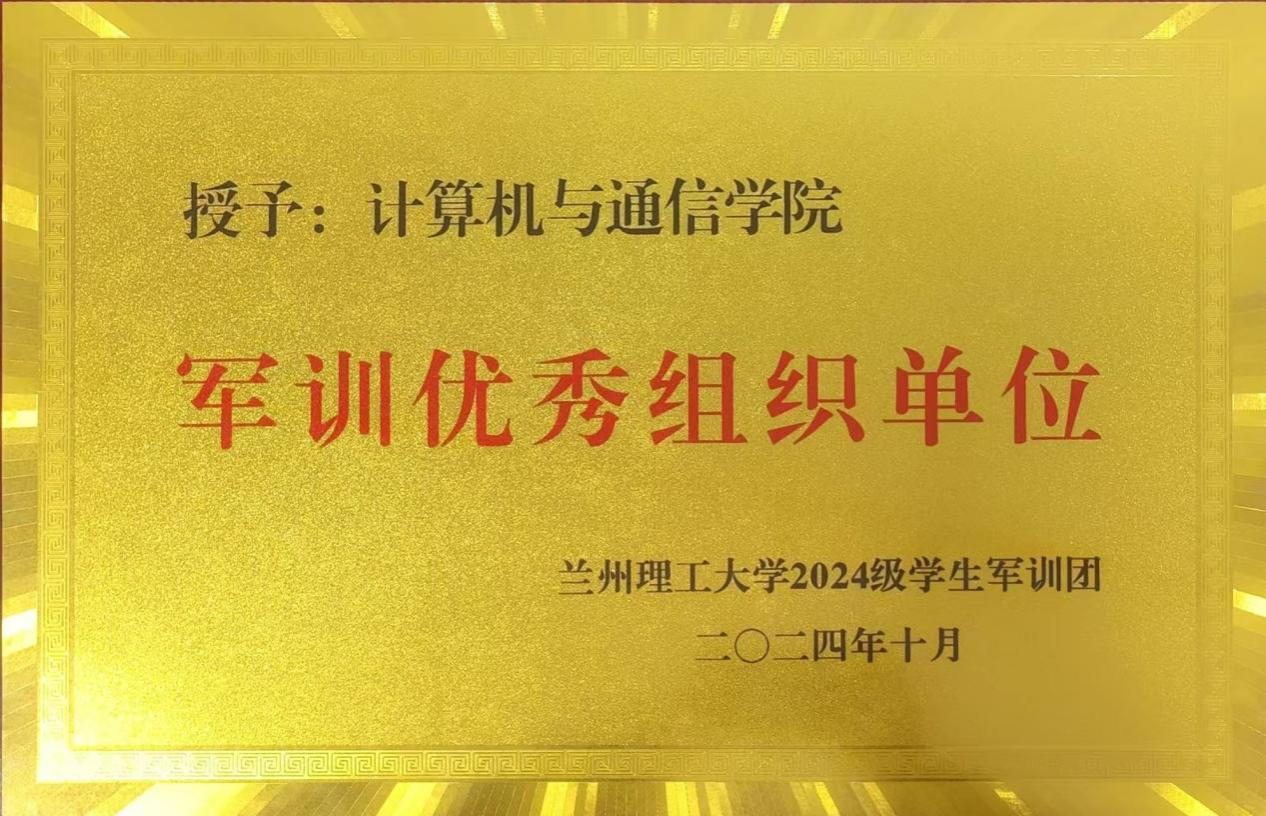 授予：计算机与通信学院
军训优秀组织单位
兰州理工大学2024级学生军训团
二〇二四年十月